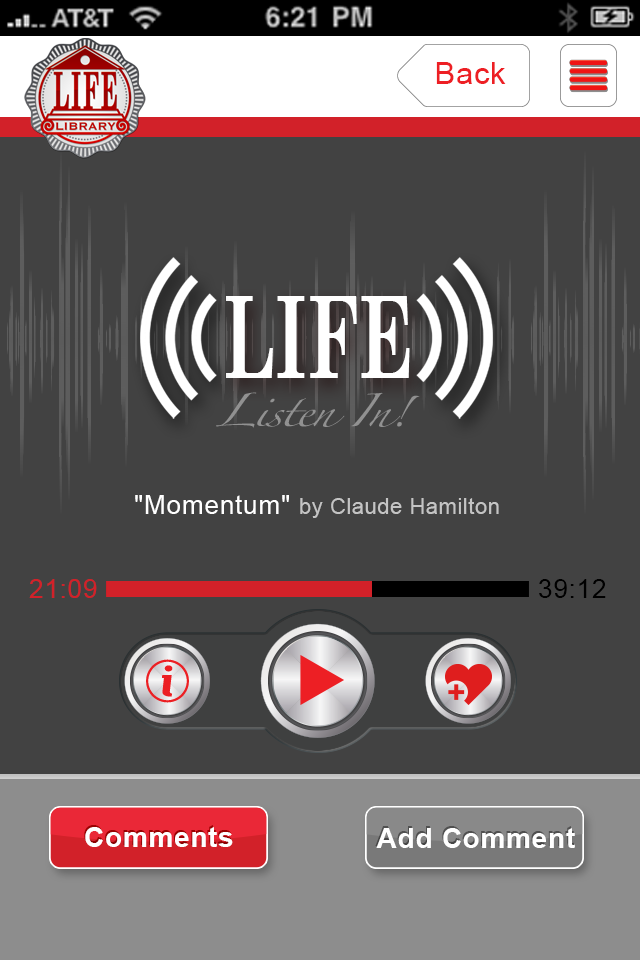 AT&T 6:21 PM
LIFE
LIBRARY
Back
LIFE
Listen In!
"Momentum" by Claude Hamilton
21:09 39:12
i
Comments Add Comment